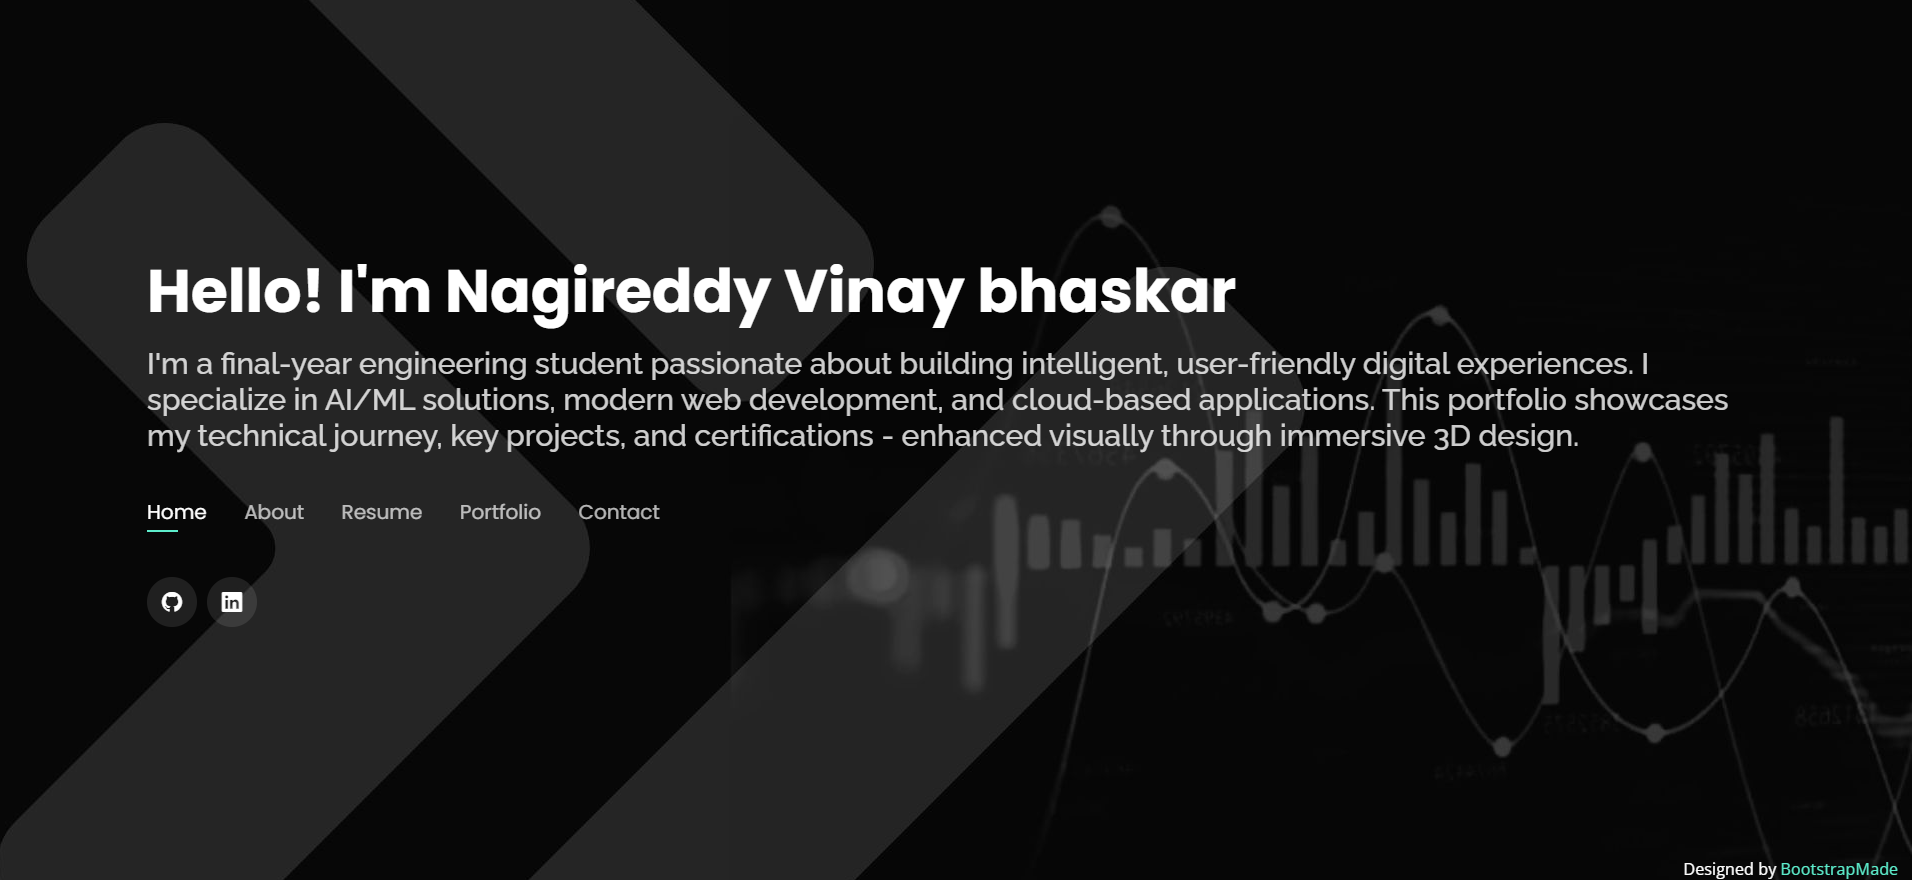 Hello! I'm Nagireddy Vinay bhaskar
I'm a final-year engineering student passionate about building intelligent, user-friendly digital experiences. I
specialize in AI/ML solutions, modern web development, and cloud-based applications. This portfolio showcases
my technical journey, key projects, and certifications - enhanced visually through immersive 3D design.
Home About Resume Portfolio Contact
in
Designed by BootstrapMade